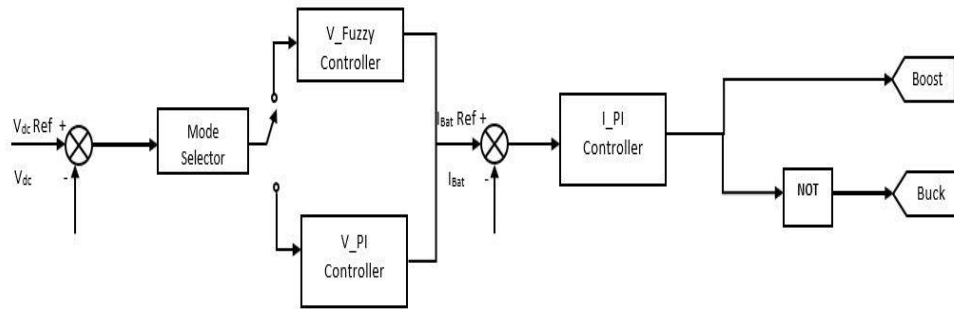 V_Fuzzy
Controller
Boost
Vdc Ref +
Mode
Selector
IBat Ref +
I_PI
Controller
Vdc
-
IBat
-
NOT
Buck
V_PI
Controller